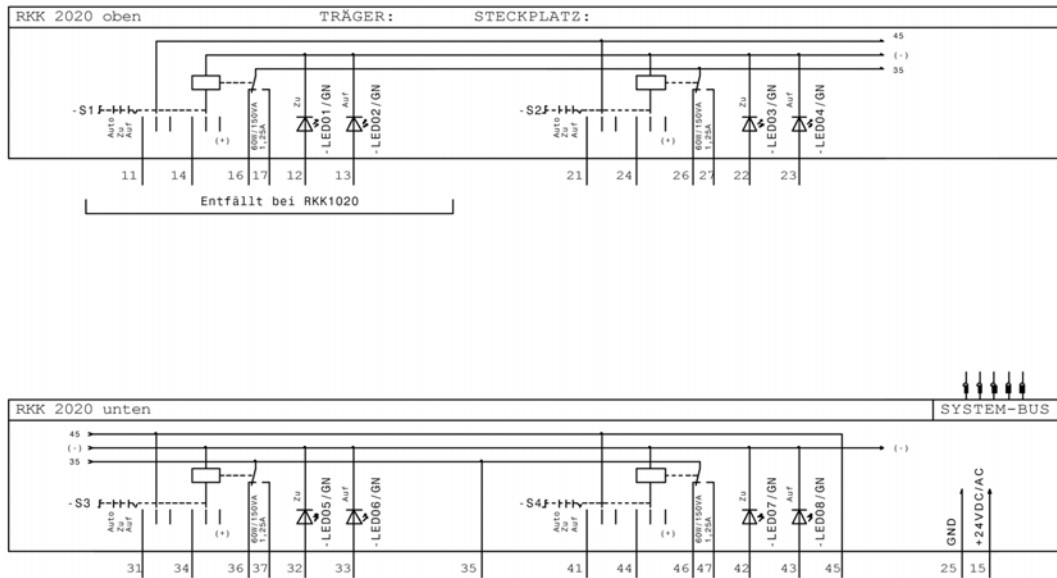 RKK 2020 oben TRÄGER: STECKPLATZ:
45
(-)
35
-S1 Auto Zu Auf (+) 60W/150VA 1,25A Zu -LED01/GN Auf -LED02/GN
-S2 Auto Zu Auf (+) 60W/150VA 1,25A Zu -LED03/GN Auf -LED04/GN
11 14 16 17 12 13 21 24 26 27 22 23
Entfällt bei RKK1020
RKK 2020 unten SYSTEM-BUS
45
(-) (-)
35
-S3 Auto Zu Auf (+) 60W/150VA 1,25A Zu -LED05/GN Auf -LED06/GN
-S4 Auto Zu Auf (+) 60W/150VA 1,25A Zu -LED07/GN Auf -LED08/GN
GND +24VDC/AC
31 34 36 37 32 33 35 41 44 46 47 42 43 45 25 15